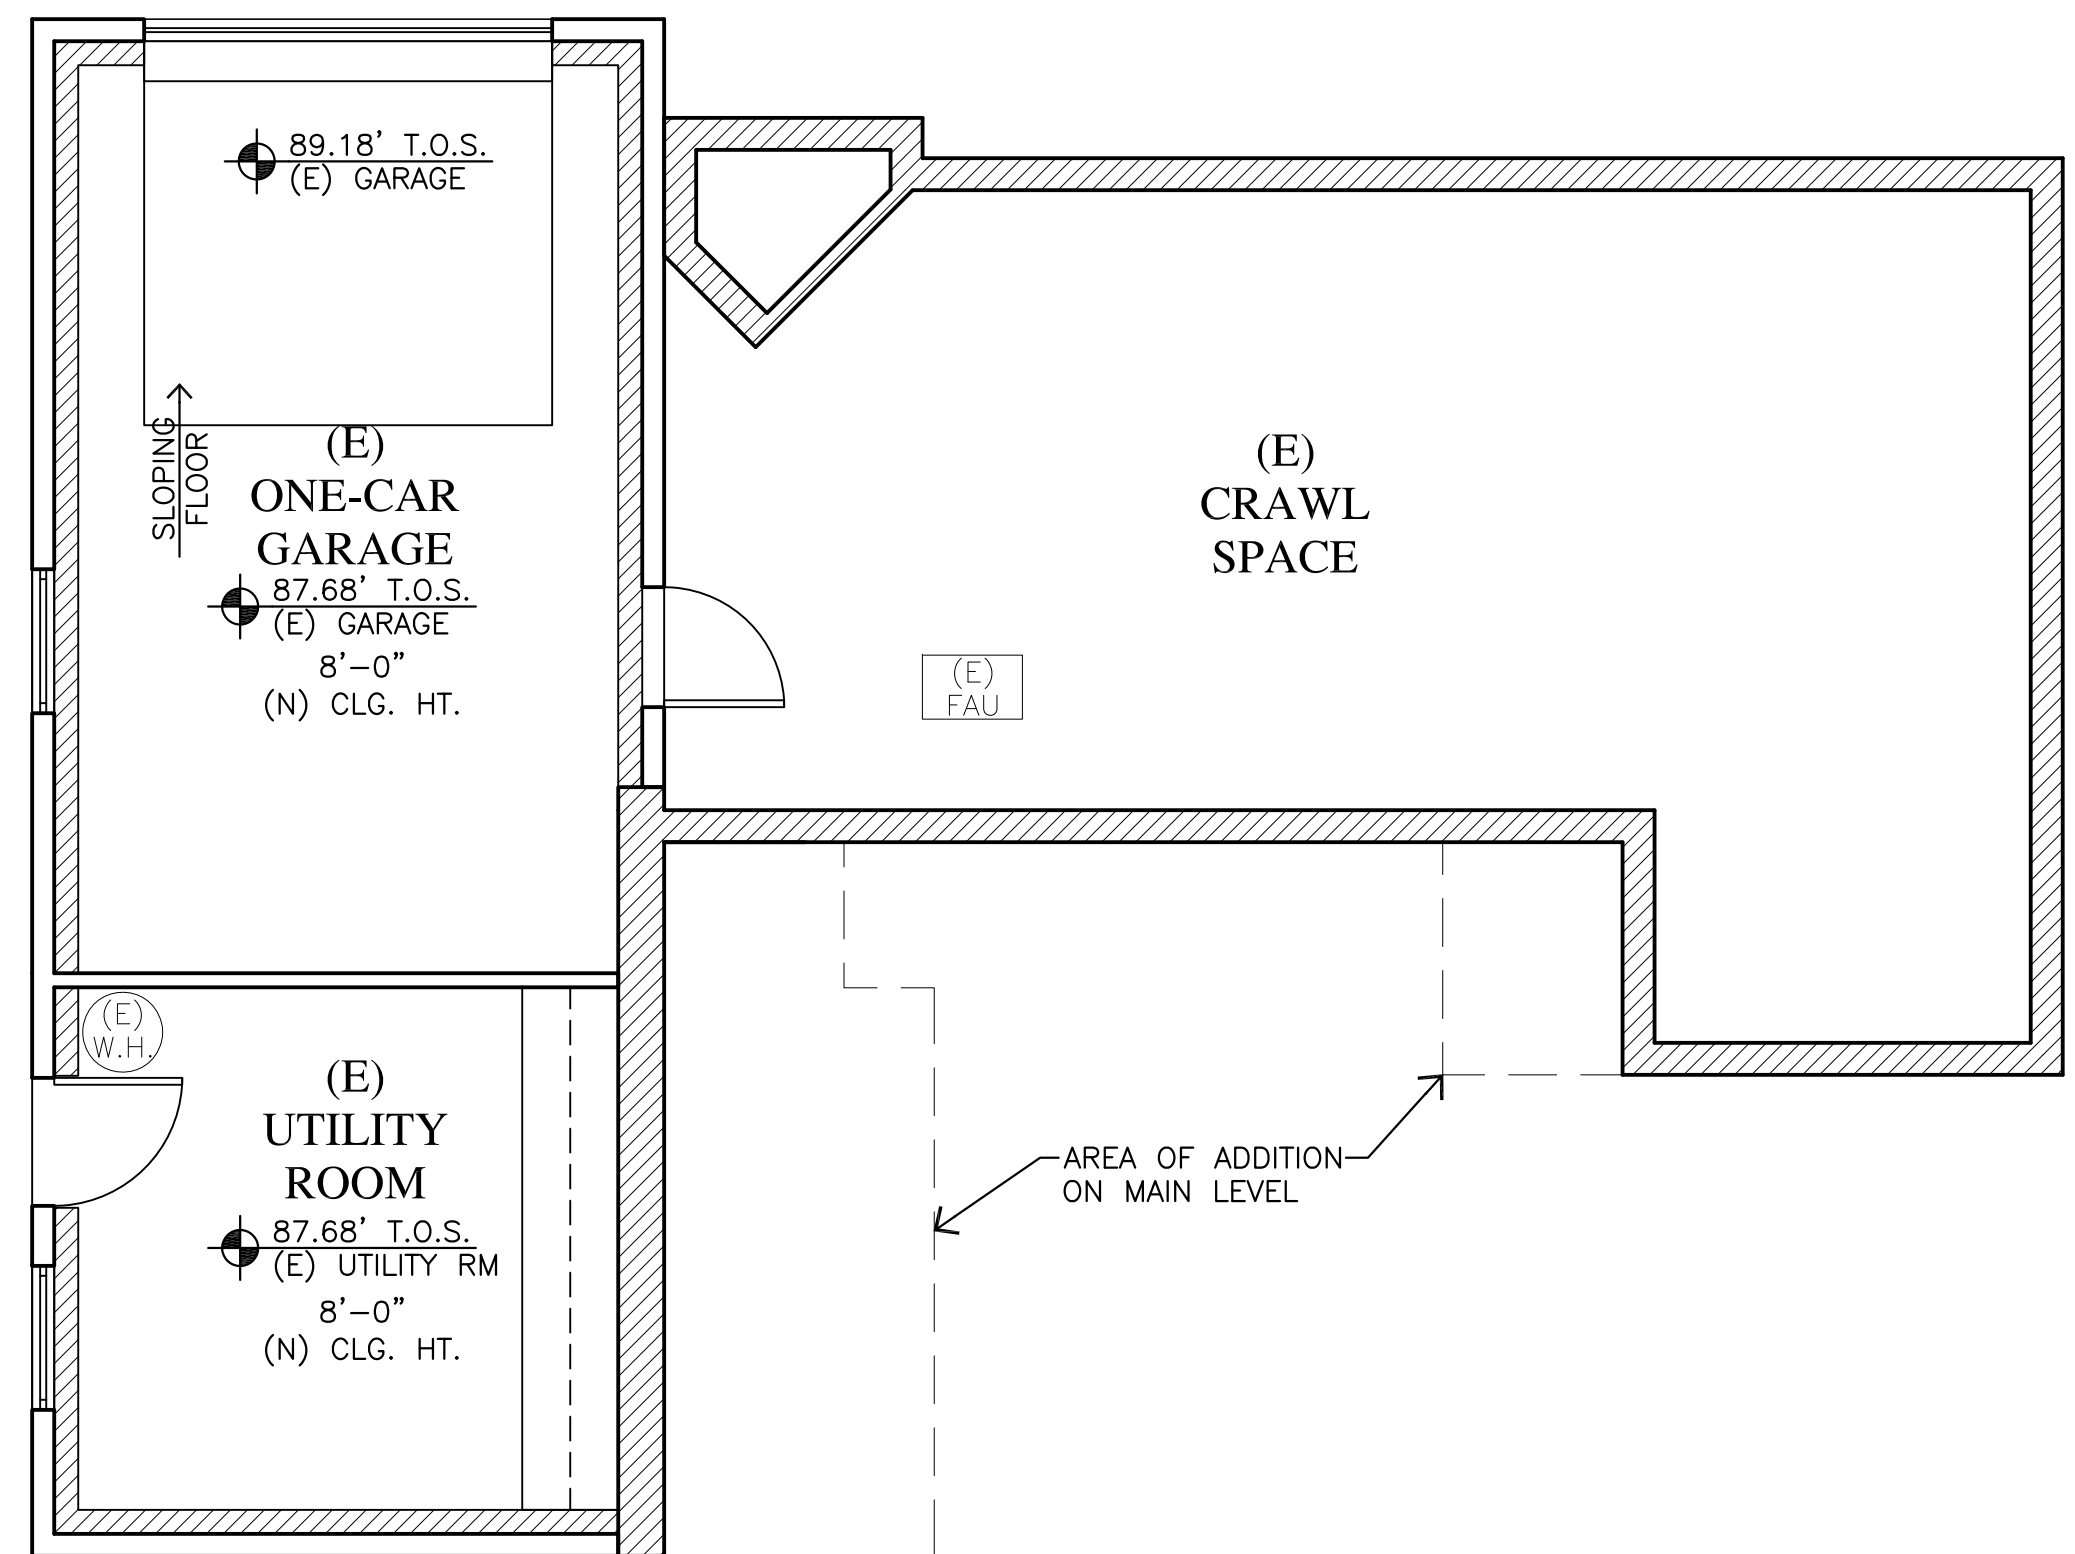 89.18' T.O.S.
(E) GARAGE
SLOPING
FLOOR
(E)
ONE-CAR
GARAGE
87.68' T.O.S.
(E) GARAGE
8'-0"
(N) CLG. HT.
(E)
CRAWL
SPACE
(E)
FAU
(E)
W.H.
(E)
UTILITY
ROOM
87.68' T.O.S.
(E) UTILITY RM
8'-0"
(N) CLG. HT.
AREA OF ADDITION
ON MAIN LEVEL